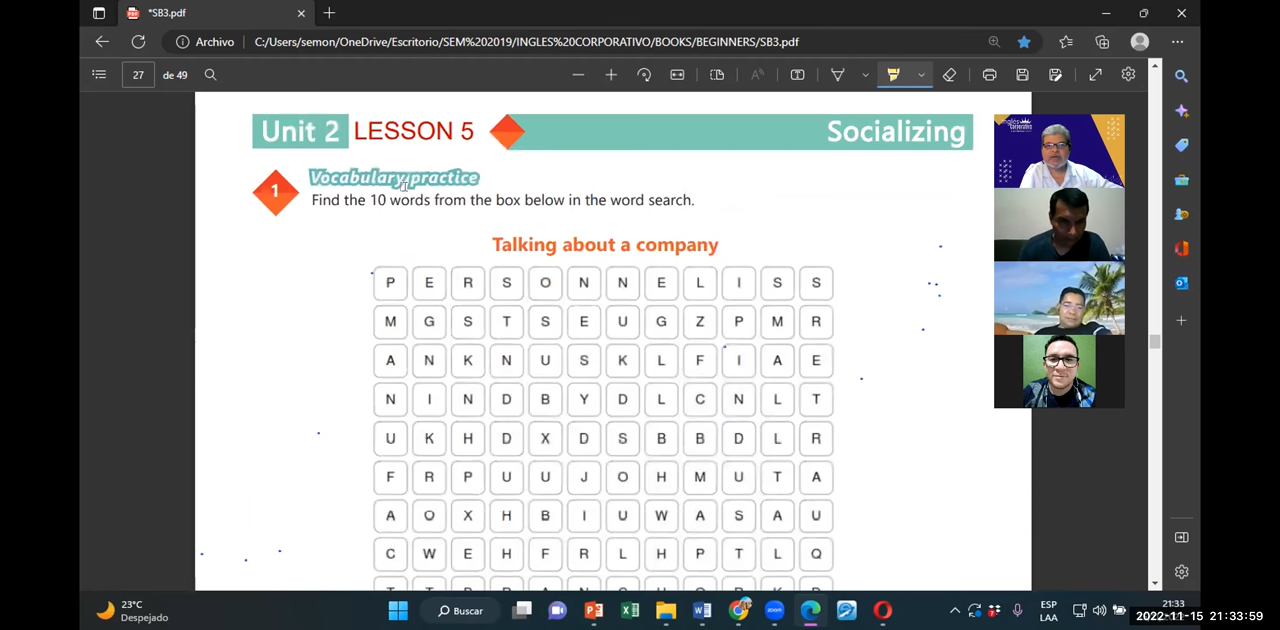 *SB3.pdf
Archivo
C:/Users/semon/OneDrive/Escritorio/SEM%202019/INGLES%20CORPORATIVO/BOOKS/BEGINNERS/SB3.pdf
27 de 49
Unit 2 LESSON 5 Socializing
1 Vocabulary practice
Find the 10 words from the box below in the word search.
Talking about a company
P E R S O N N E L I S S
M G S T S E U G Z P M R
A N K N U S K L F I A E
N I N D B Y D L C N L T
U K H D X D S B B D L R
F R P U U J O H M U T A
A O X H B I U W A S A U
C W E H F R L H P T L Q
23°C
Despejado
Buscar
ESP
LAA
21:33
2022-11-15 21:33:59